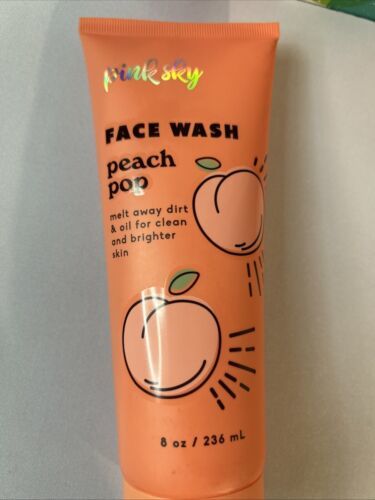 pink sky
FACE WASH
peach
pop
melt away dirt
& oil for clean
and brighter
skin
8 oz / 236 mL